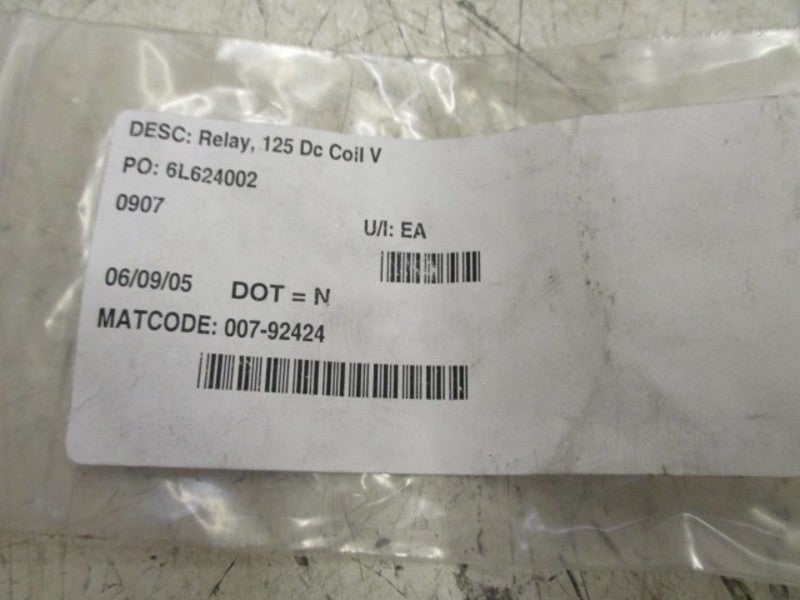 DESC: Relay, 125 Dc Coil V
PO: 6L624002
0907
U/I: EA
06/09/05 DOT = N
MATCODE: 007-92424